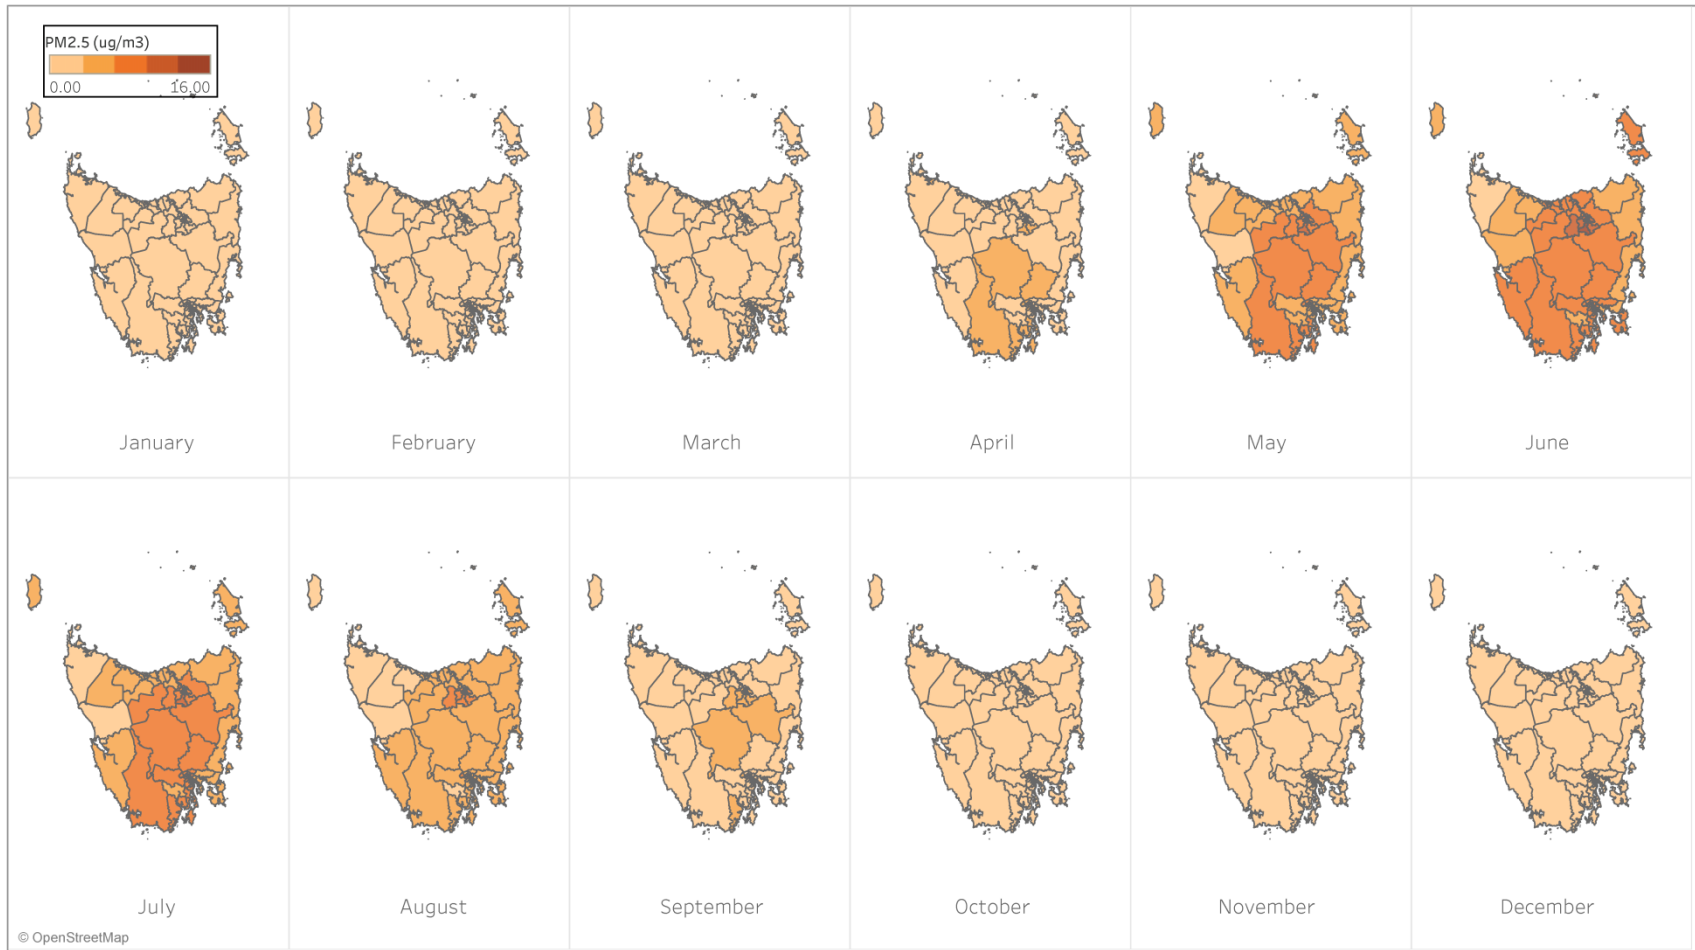 PM2.5 (ug/m3)
0.00 16.00
January
February
March
April
May
June
July
August
September
October
November
December
© OpenStreetMap